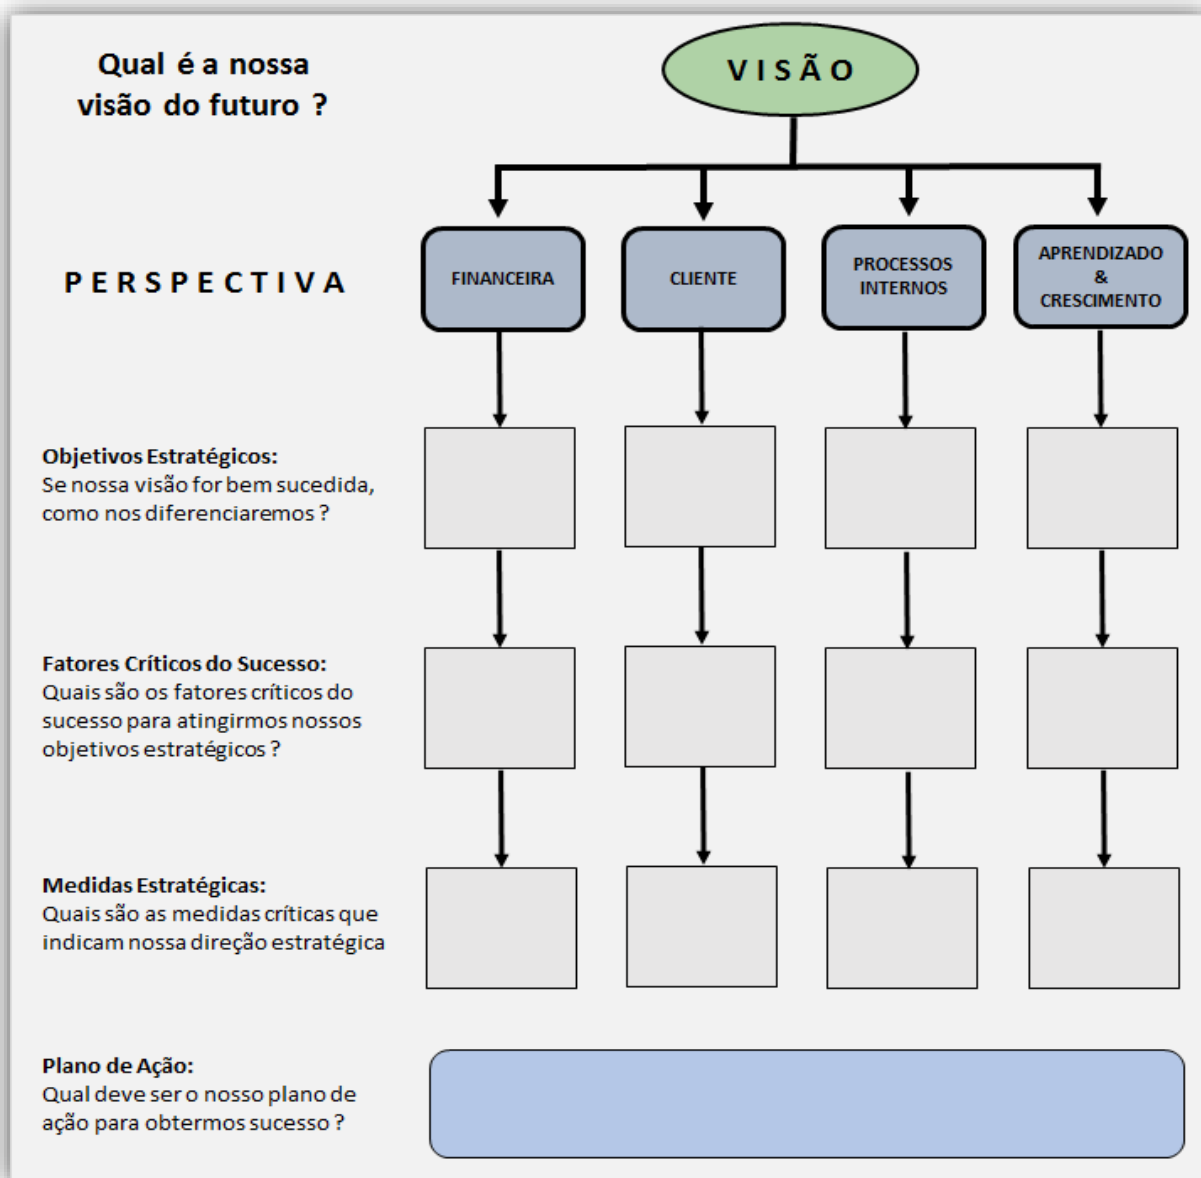 Qual é a nossa
visão do futuro ?
V I S Ã O
P E R S P E C T I V A
FINANCEIRA
CLIENTE
PROCESSOS
INTERNOS
APRENDIZADO
&
CRESCIMENTO
Objetivos Estratégicos:
Se nossa visão for bem sucedida,
como nos diferenciaremos ?
Fatores Críticos do Sucesso:
Quais são os fatores críticos do
sucesso para atingirmos nossos
objetivos estratégicos ?
Medidas Estratégicas:
Quais são as medidas críticas que
indicam nossa direção estratégica
Plano de Ação:
Qual deve ser o nosso plano de
ação para obtermos sucesso ?